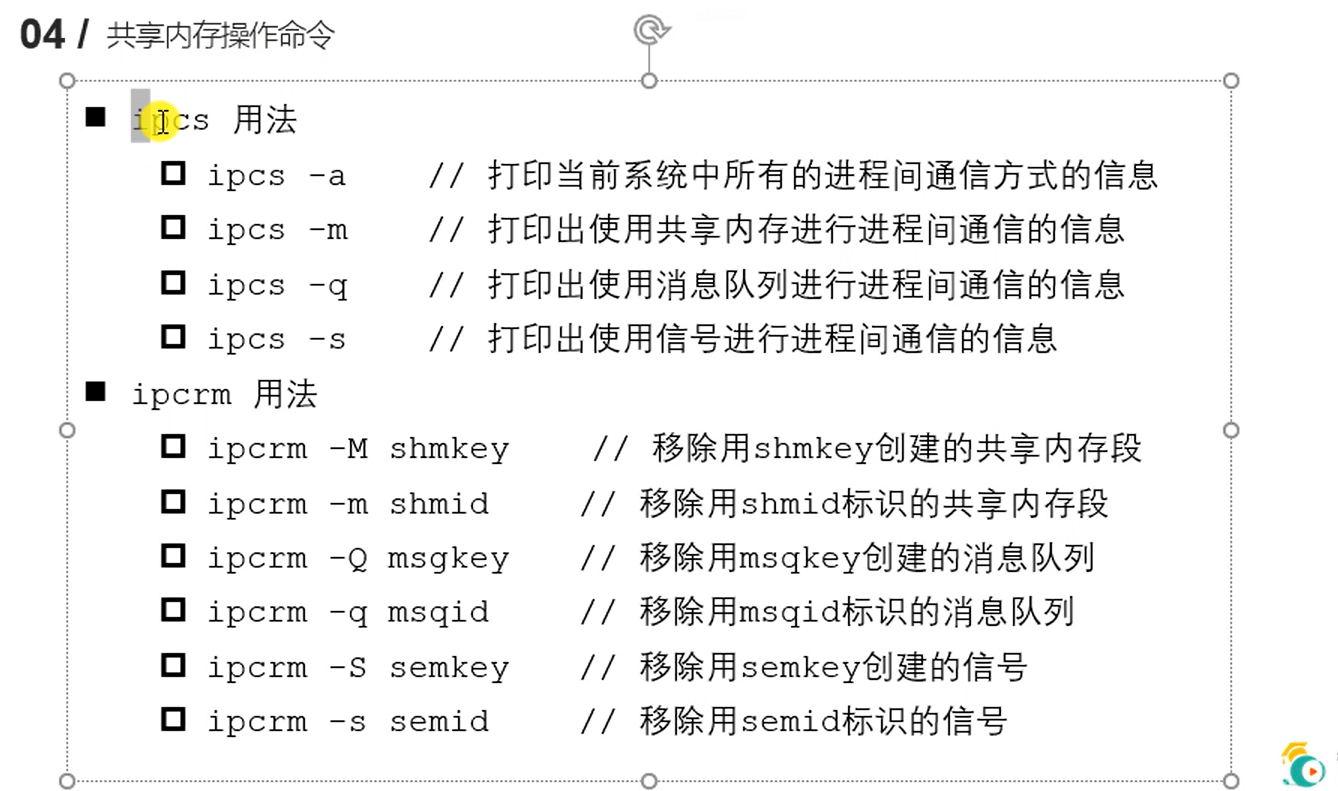 04 / 共享内存操作命令
ipcs 用法
ipcs -a // 打印当前系统中所有的进程间通信方式的信息
ipcs -m // 打印出使用共享内存进行进程间通信的信息
ipcs -q // 打印出使用消息队列进行进程间通信的信息
ipcs -s // 打印出使用信号进行进程间通信的信息
ipcrm 用法
ipcrm -M shmkey // 移除用shmkey创建的共享内存段
ipcrm -m shmid // 移除用shmid标识的共享内存段
ipcrm -Q msgkey // 移除用msqkey创建的消息队列
ipcrm -q msqid // 移除用msqid标识的消息队列
ipcrm -S semkey // 移除用semkey创建的信号
ipcrm -s semid // 移除用semid标识的信号